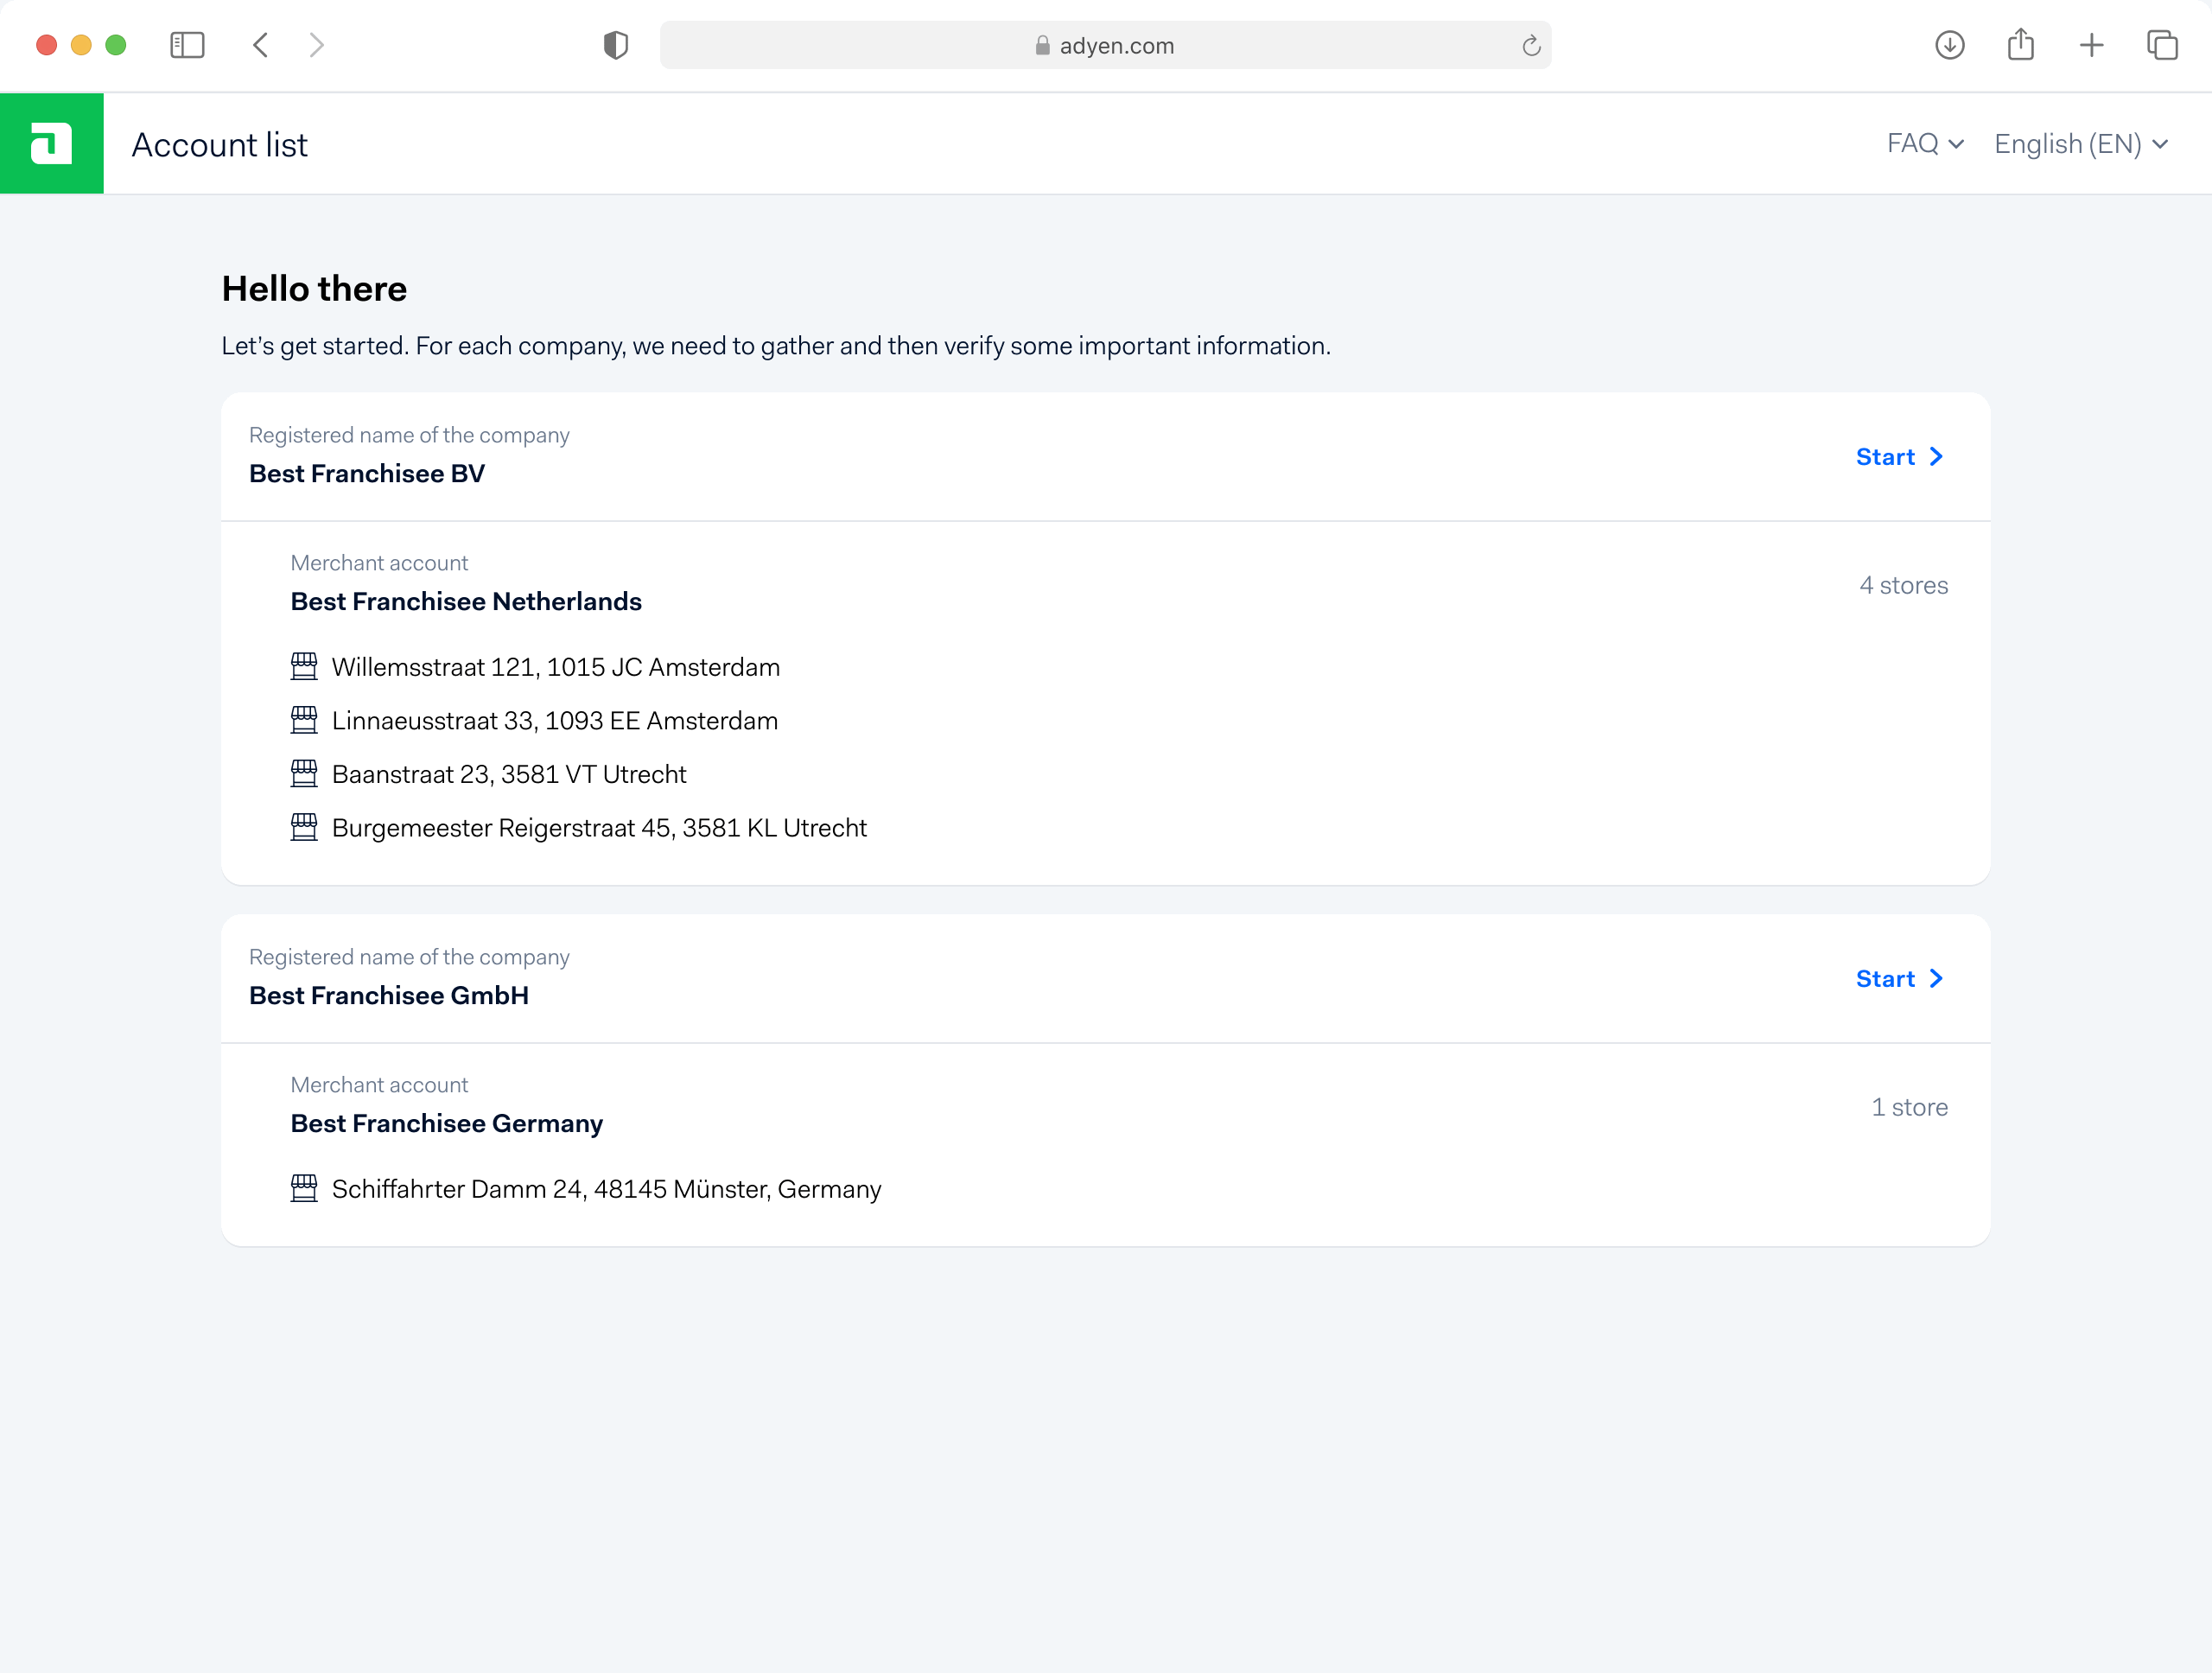 adyen.com
Account list
FAQ
English (EN)
Hello there
Let’s get started. For each company, we need to gather and then verify some important information.
Registered name of the company
Best Franchisee BV
Start
Merchant account
Best Franchisee Netherlands
4 stores
Willemsstraat 121, 1015 JC Amsterdam
Linnaeusstraat 33, 1093 EE Amsterdam
Baanstraat 23, 3581 VT Utrecht
Burgemeester Reigerstraat 45, 3581 KL Utrecht
Registered name of the company
Best Franchisee GmbH
Start
Merchant account
Best Franchisee Germany
1 store
Schiffahrter Damm 24, 48145 Münster, Germany